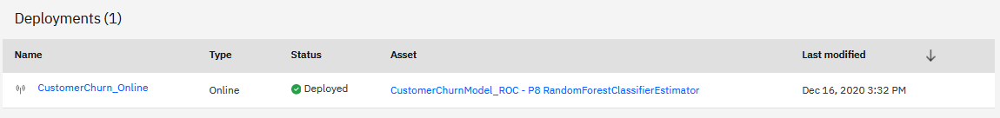 Deployments (1)
Name Type Status Asset Last modified
CustomerChurn_Online Online Deployed CustomerChurnModel_ROC - P8 RandomForestClassifierEstimator Dec 16, 2020 3:32 PM